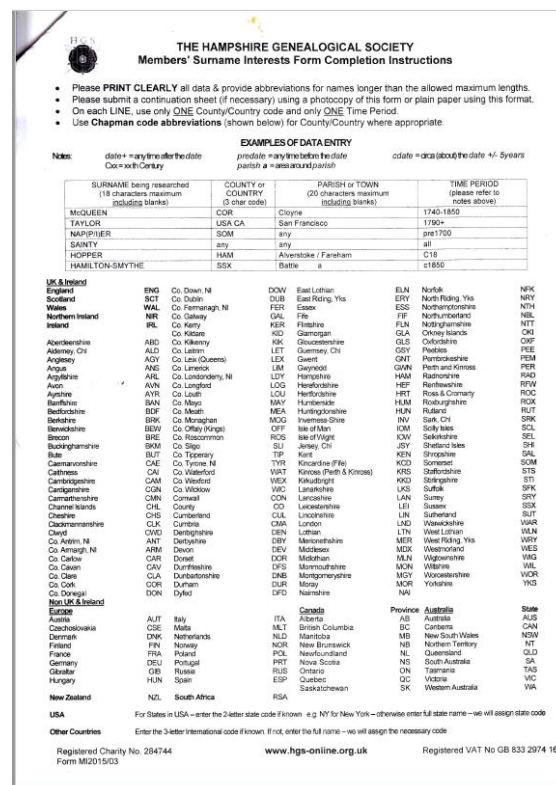 HGS
THE HAMPSHIRE GENEALOGICAL SOCIETY
Members' Surname Interests Form Completion Instructions
• Please PRINT CLEARLY all data & provide abbreviations for names longer than the allowed maximum lengths.
• Please submit a continuation sheet (if necessary) using a photocopy of this form or plain paper using this format.
• On each LINE, use only ONE County/Country code and only ONE Time Period.
• Use Chapman code abbreviations (shown below) for County/Country where appropriate.
EXAMPLES OF DATA ENTRY
Notes: date+ = any time after the date predate = any time before the date cdate = circa (about) the date +/- 5years
Cxx = xx th Century parish a = area around parish
SURNAME being researched COUNTY or PARISH or TOWN TIME PERIOD
(18 characters maximum COUNTRY (20 characters maximum (please refer to
including blanks) (3 char code) including blanks) notes above)
McQUEEN COR Cloyne 1740-1850
TAYLOR USA CA San Francisco 1790+
NAP(P/I)ER SOM any pre1700
SAINTY any any all
HOPPER HAM Alverstoke / Fareham C18
HAMILTON-SMYTHE SSX Battle a c1850
UK & Ireland
England ENG Co. Down, NI DOW East Lothian ELN Norfolk NFK
Scotland SCT Co. Dublin DUB East Riding, Yks ERY North Riding, Yks NRY
Wales WAL Co. Fermanagh, NI FER Essex ESS Northamptonshire NTH
Northern Ireland NIR Co. Galway GAL Fife FIF Northumberland NBL
Ireland IRL Co. Kerry KER Flintshire FLN Nottinghamshire NTT
Co. Kildare KID Glamorgan GLA Orkney Islands OKI
Aberdeenshire ABD Co. Kilkenny KIK Gloucestershire GLS Oxfordshire OXF
Alderney, CI ALD Co. Leitrim LET Guernsey, CI GSY Peebles PEE
Anglesey AGY Co. Leix (Queens) LEX Gwent GNT Pembrokeshire PEM
Angus ANS Co. Limerick LIM Gwynedd GWN Perth and Kinross PER
Argyllshire ARL Co. Londonderry, NI LDY Hampshire HAM Radnorshire RAD
Avon AVN Co. Longford LOG Herefordshire HEF Renfrewshire RFW
Ayrshire AYR Co. Louth LOU Hertfordshire HRT Ross & Cromarty ROC
Banffshire BAN Co. Mayo MAY Humberside HUM Roxburghshire ROX
Bedfordshire BDF Co. Meath MEA Huntingdonshire HUN Rutland RUT
Berkshire BRK Co. Monaghan MOG Inverness-Shire INV Sark, CI SRK
Berwickshire BEW Co. Offaly (Kings) OFF Isle of Man IOM Scilly Isles SCL
Brecon BRE Co. Roscommon ROS Isle of Wight IOW Selkirkshire SEL
Buckinghamshire BKM Co. Sligo SLI Jersey, CI JSY Shetland Isles SHI
Bute BUT Co. Tipperary TIP Kent KEN Shropshire SAL
Caernarvonshire CAE Co. Tyrone, NI TYR Kincardine (Fife) KCD Somerset SOM
Caithness CAI Co. Waterford WAT Kinross (Perth & Kinross) KRS Staffordshire STS
Cambridgeshire CAM Co. Wexford WEX Kirkudbright KKD Stirlingshire STI
Cardiganshire CGN Co. Wicklow WIC Lanarkshire LKS Suffolk SFK
Carmarthenshire CMN Cornwall CON Lancashire LAN Surrey SRY
Channel Islands CHL County CO Leicestershire LEI Sussex SSX
Cheshire CHS Cumberland CUL Lincolnshire LIN Sutherland SUT
Clackmannanshire CLK Cumbria CMA London LND Warwickshire WAR
Clwyd CWD Denbighshire DEN Lothian LTN West Lothian WLN
Co. Antrim, NI ANT Derbyshire DBY Merionethshire MER West Riding, Yks WRY
Co. Armargh, NI ARM Devon DEV Middlesex MDX Westmorland WES
Co. Carlow CAR Dorset DOR Midlothian MLN Wigtownshire WIG
Co. Cavan CAV Dumfriesshire DFS Monmouthshire MON Wiltshire WIL
Co. Clare CLA Dunbartonshire DNB Montgomeryshire MGY Worcestershire WOR
Co. Cork COR Durham DUR Moray MOR Yorkshire YKS
Co. Donegal DON Dyfed DFD Nairnshire NAI
Non UK & Ireland
Europe Canada Province Australia State
Austria AUT Italy ITA Alberta AB Australia AUS
Czechoslovakia CSE Malta MLT British Columbia BC Canberra CAN
Denmark DNK Netherlands NLD Manitoba MB New South Wales NSW
Finland FIN Norway NOR New Brunswick NB Northern Territory NT
France FRA Poland POL Newfoundland NL Queensland QLD
Germany DEU Portugal PRT Nova Scotia NS South Australia SA
Gibraltar GIB Russia RUS Ontario ON Tasmania TAS
Hungary HUN Spain ESP Quebec QC Victoria VIC
Saskatchewan SK Western Australia WA
New Zealand NZL South Africa RSA
USA For States in USA – enter the 2-letter state code if known e.g. NY for New York – otherwise enter full state name – we will assign state code
Other Countries Enter the 3-letter International code if known. If not, enter the full name – we will assign the necessary code
Registered Charity No. 284744 www.hgs-online.org.uk Registered VAT No GB 833 2974 16
Form MI2015/03